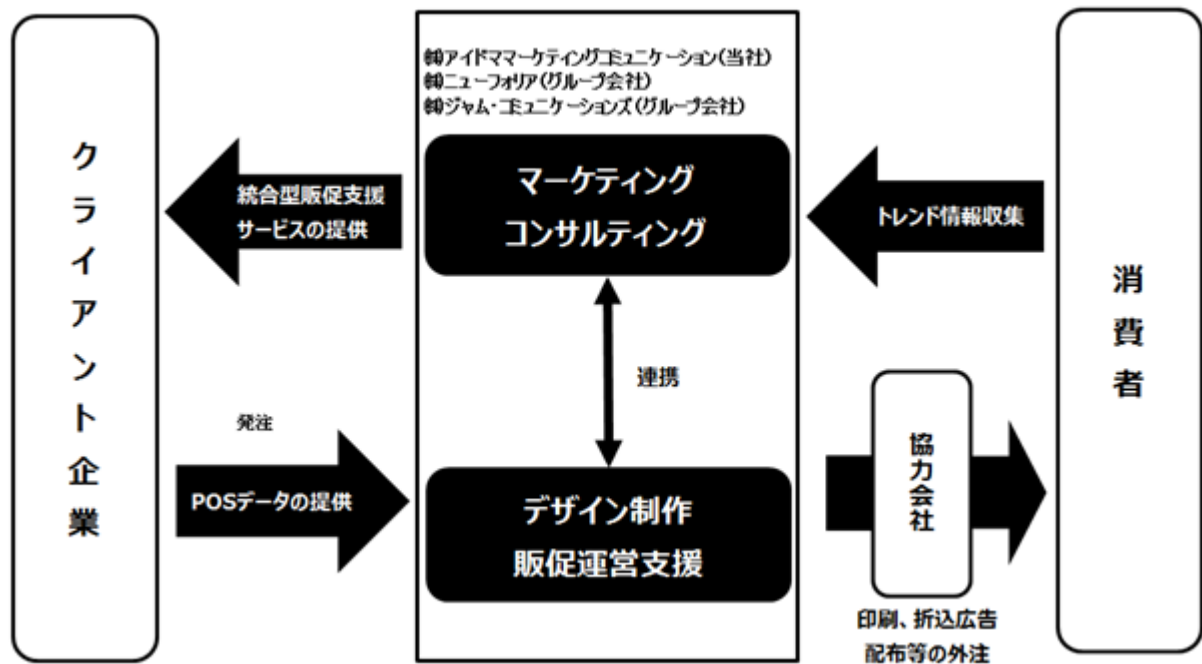 クライアント企業
㈱アイドママーケティングコミュニケーション(当社)
㈱ニューフォリア(グループ会社)
㈱ジャム・コミュニケーションズ(グループ会社)
マーケティング
コンサルティング
統合型販促支援
サービスの提供
トレンド情報収集
連携
発注
POSデータの提供
デザイン制作
販促運営支援
協力会社
印刷、折込広告
配布等の外注
消費者